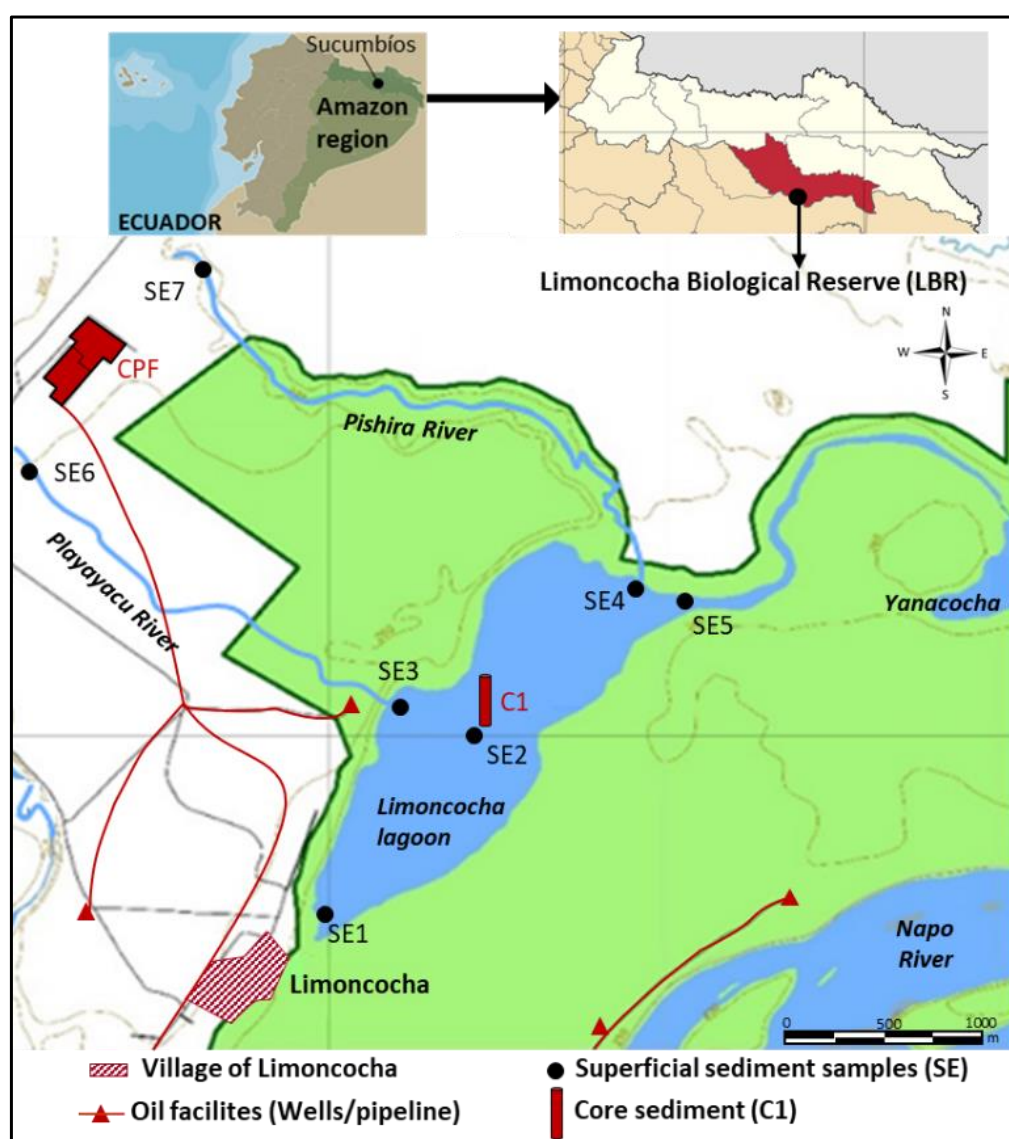 Sucumbíos
Amazon
region
ECUADOR
Limoncocha Biological Reserve (LBR)
SE7
N
W
E
S
CPF
Pishira River
SE6
Playayacu River
SE4
SE5
Yanacocha
SE3
C1
SE2
Limoncocha
lagoon
SE1
Napo
River
Limoncocha
0 500 1000
m
Village of Limoncocha
Superficial sediment samples (SE)
Oil facilites (Wells/pipeline)
Core sediment (C1)